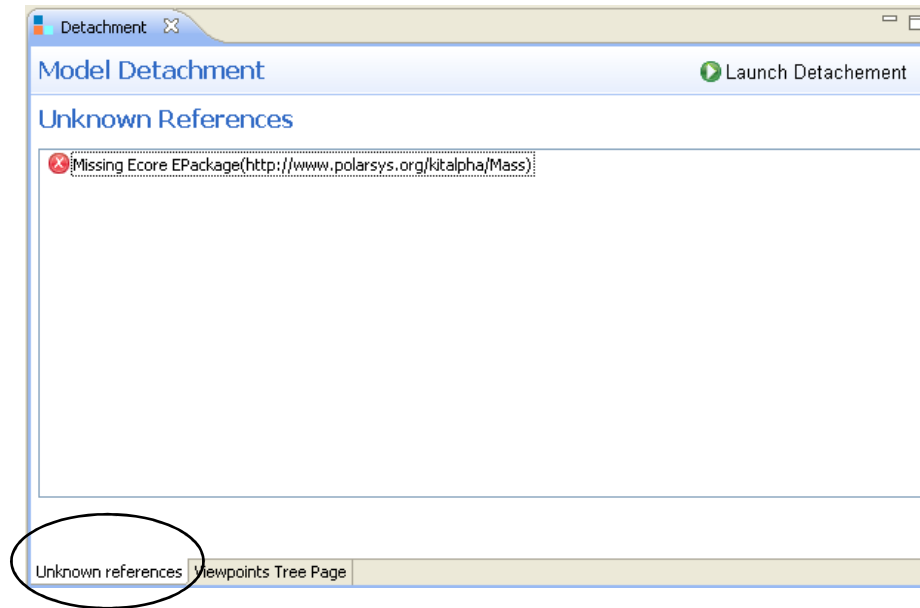 Detachment
Model Detachment
Launch Detachement
Unknown References
Missing Ecore EPackage(http://www.polarsys.org/kitalpha/Mass)
Unknown references
Viewpoints Tree Page